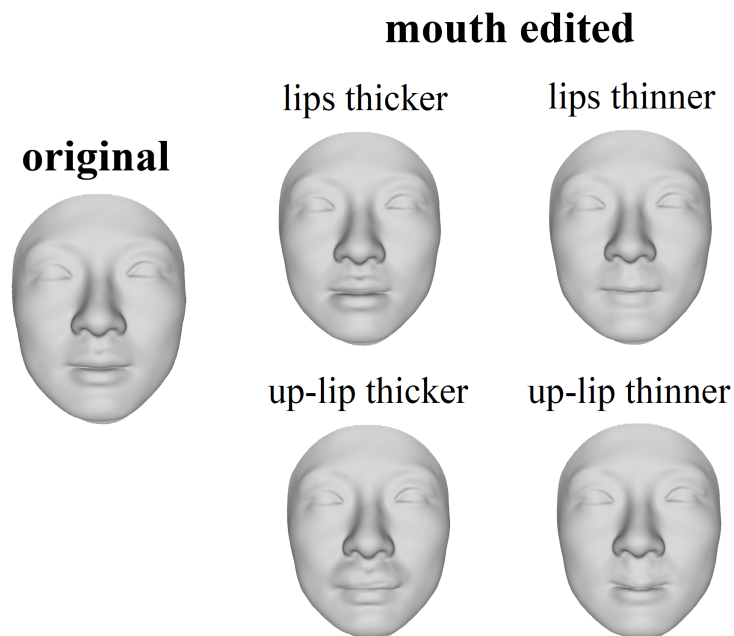 mouth edited
lips thicker
lips thinner
original
up-lip thicker
up-lip thinner